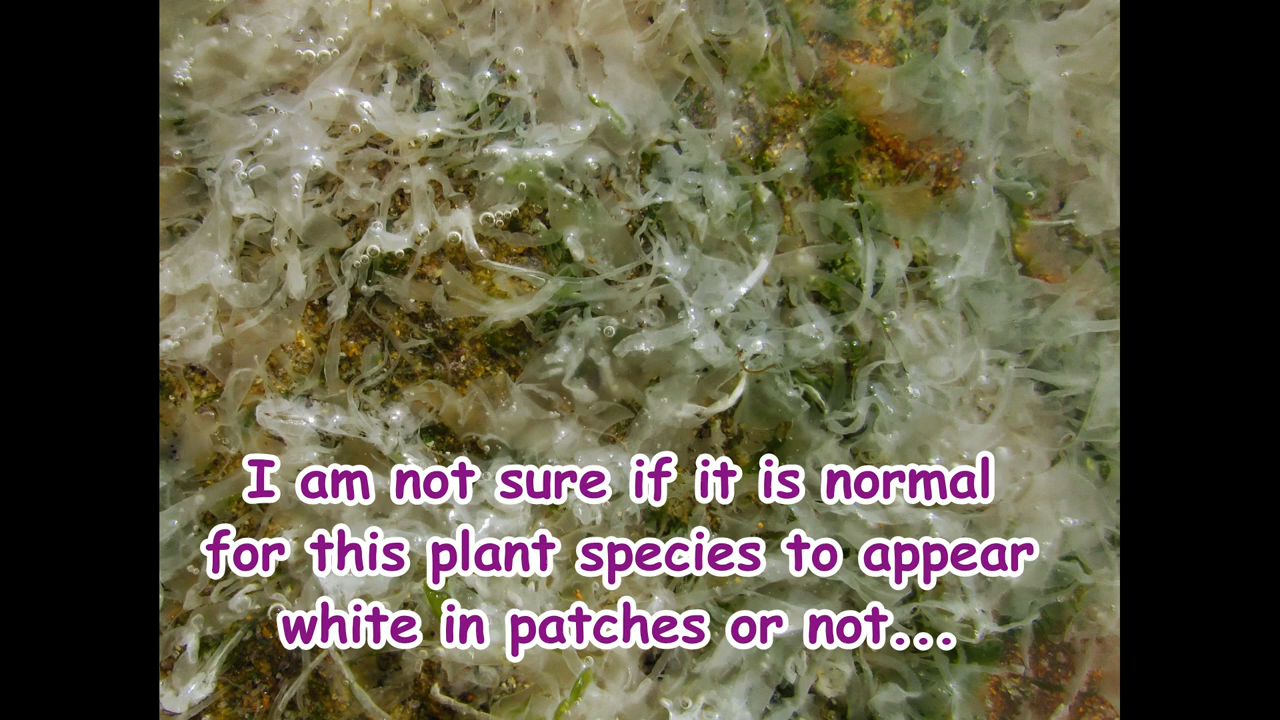 I am not sure if it is normal
for this plant species to appear
white in patches or not...